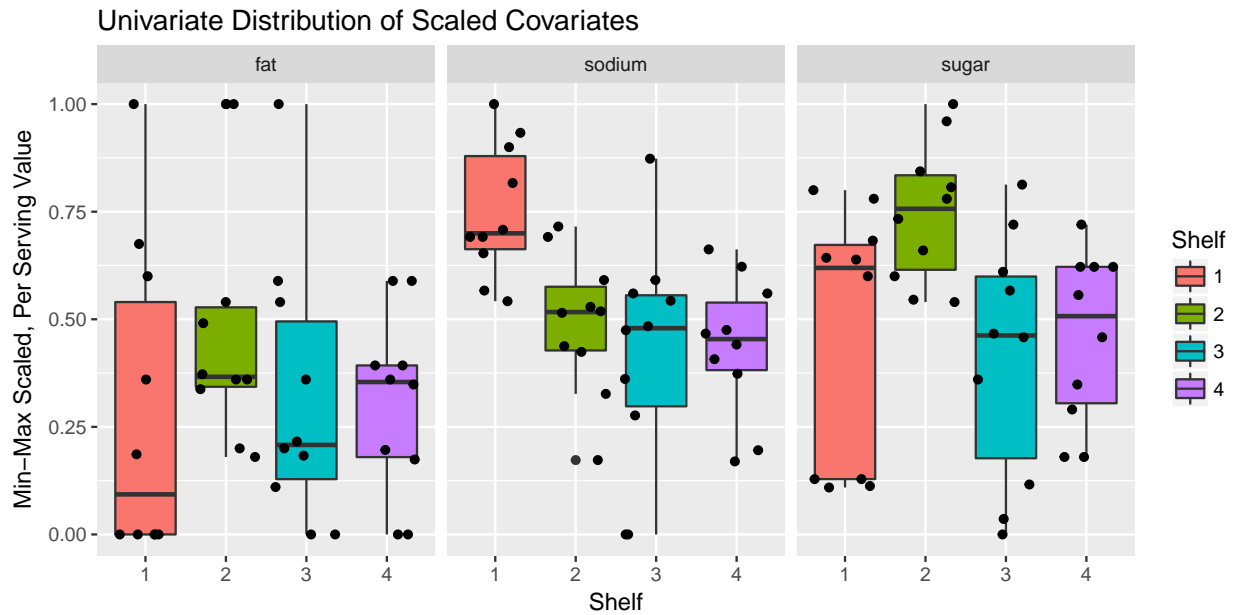 Univariate Distribution of Scaled Covariates
fat sodium sugar
Min−Max Scaled, Per Serving Value
1.00
0.75
0.50
0.25
0.00
1 2 3 4 1 2 3 4 1 2 3 4
Shelf
Shelf
1
2
3
4